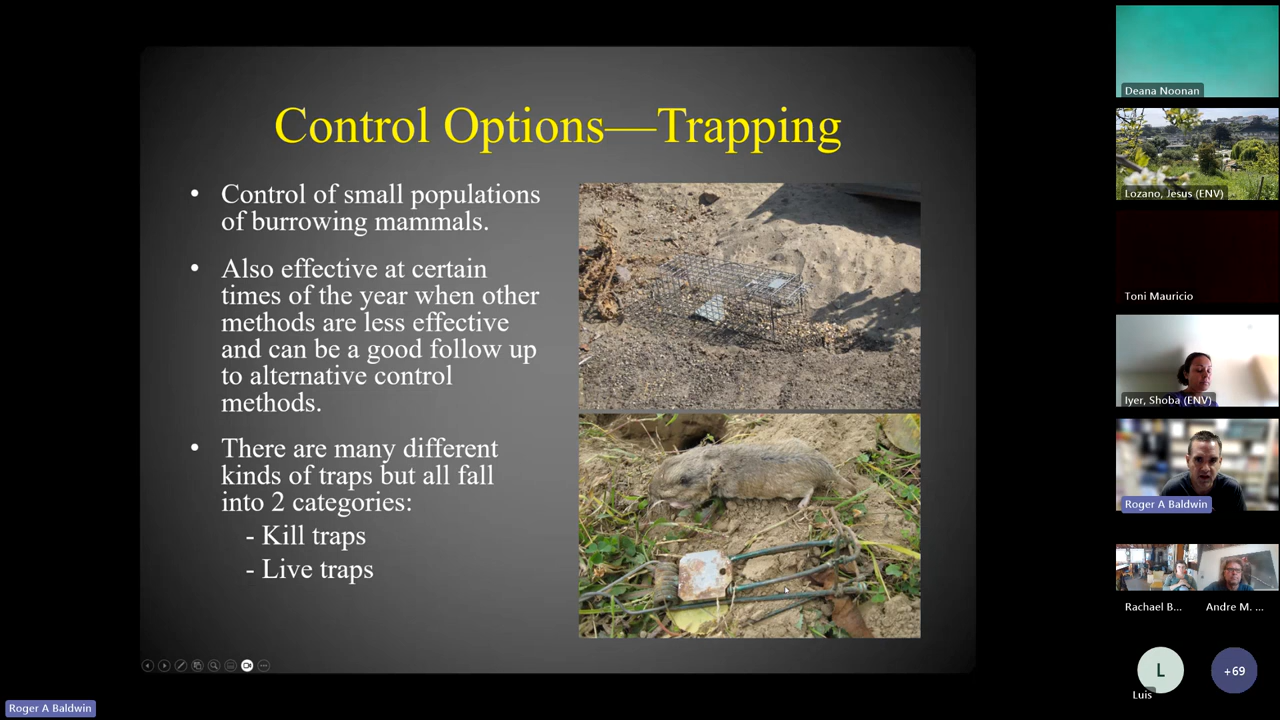 Control Options—Trapping
• Control of small populations
of burrowing mammals.
• Also effective at certain
times of the year when other
methods are less effective
and can be a good follow up
to alternative control
methods.
• There are many different
kinds of traps but all fall
into 2 categories:
- Kill traps
- Live traps
Roger A Baldwin
Deana Noonan
Lozano, Jesus (ENV)
Toni Mauricio
Iyer, Shoba (ENV)
Roger A Baldwin
Rachael B...
Andre M. ...
L
Luis
+69